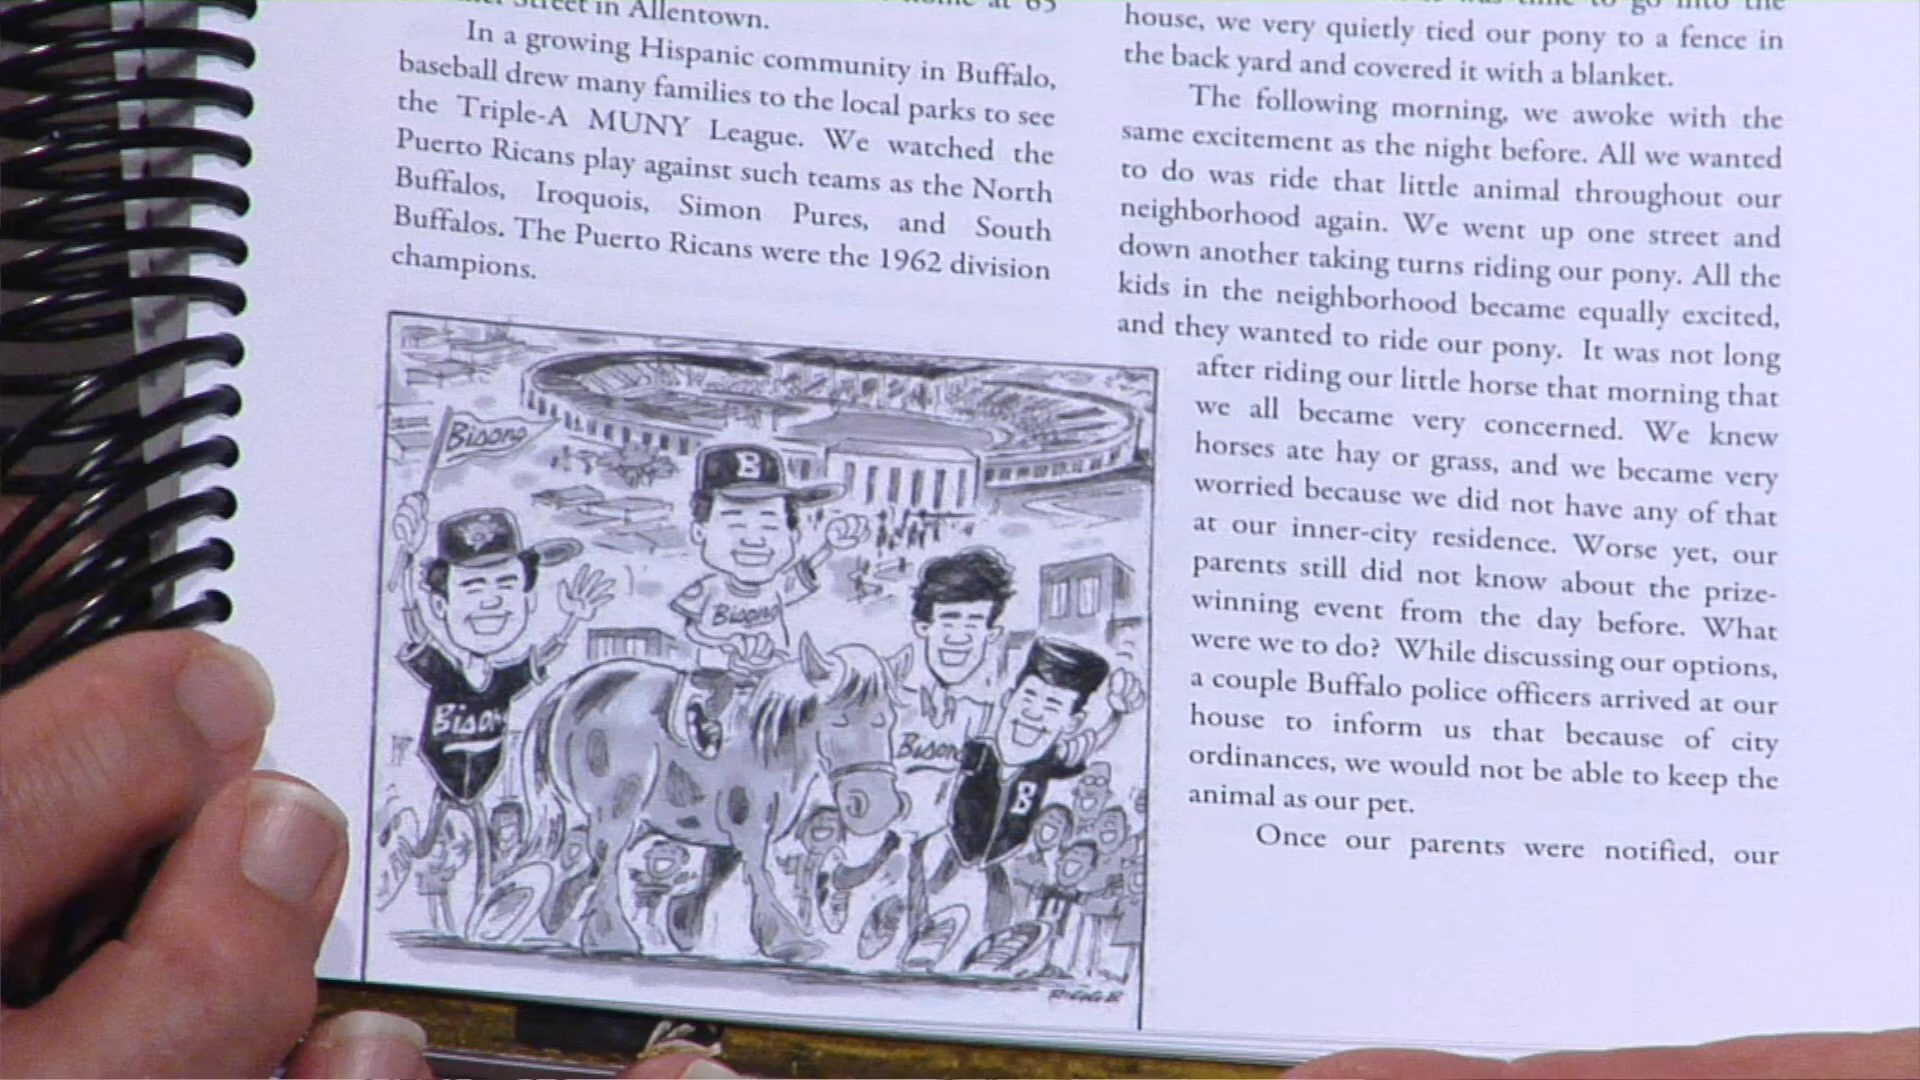 Street in Allentown.
In a growing Hispanic community in Buffalo,
baseball drew many families to the local parks to see
the Triple-A MUNY League. We watched the
Puerto Ricans play against such teams as the North
Buffalos, Iroquois, Simon Pures, and South
Buffalos. The Puerto Ricans were the 1962 division
champions.
Bisons
B
Bisons
Bisons
Bisons
B
house, we very quietly tied our pony to a fence in
the back yard and covered it with a blanket.
The following morning, we awoke with the
same excitement as the night before. All we wanted
to do was ride that little animal throughout our
neighborhood again. We went up one street and
down another taking turns riding our pony. All the
kids in the neighborhood became equally excited,
and they wanted to ride our pony. It was not long
after riding our little horse that morning that
we all became very concerned. We knew
horses ate hay or grass, and we became very
worried because we did not have any of that
at our inner-city residence. Worse yet, our
parents still did not know about the prize-
winning event from the day before. What
were we to do? While discussing our options,
a couple Buffalo police officers arrived at our
house to inform us that because of city
ordinances, we would not be able to keep the
animal as our pet.
Once our parents were notified, our